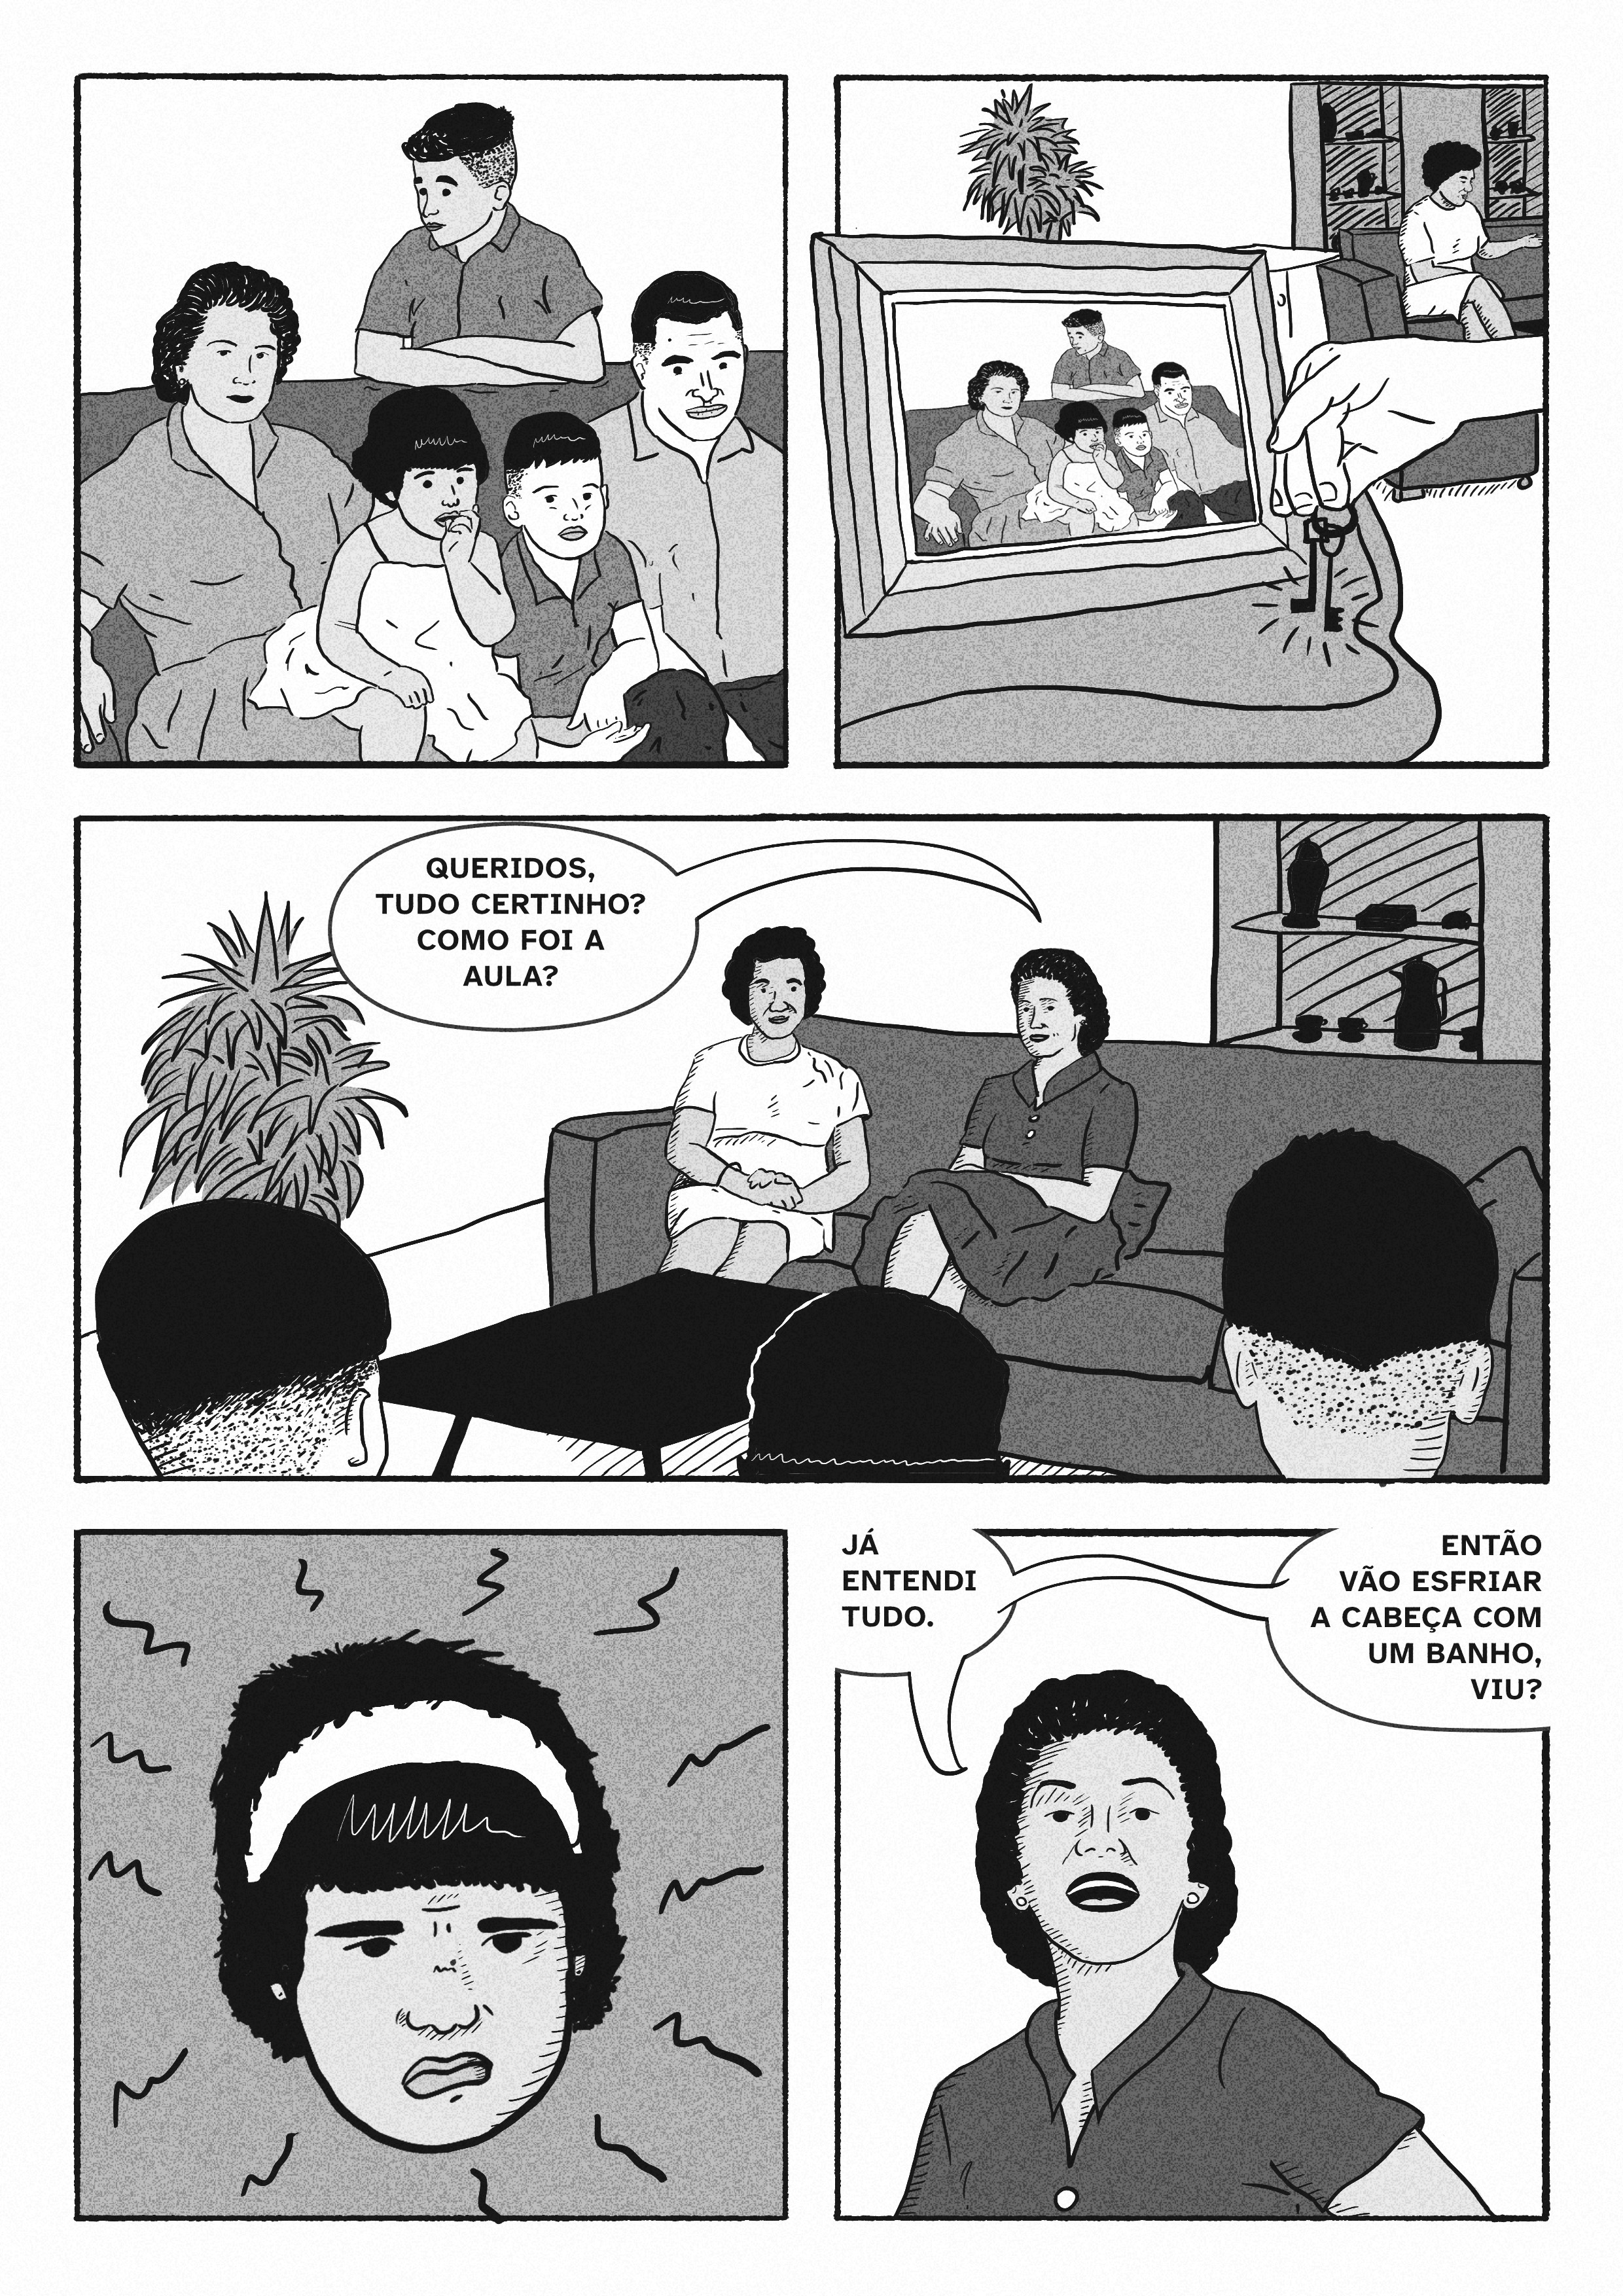 QUERIDOS,
TUDO CERTINHO?
COMO FOI A
AULA?
JÁ
ENTENDI
TUDO.
ENTÃO
VÃO ESFRIAR
A CABEÇA COM
UM BANHO,
VIU?